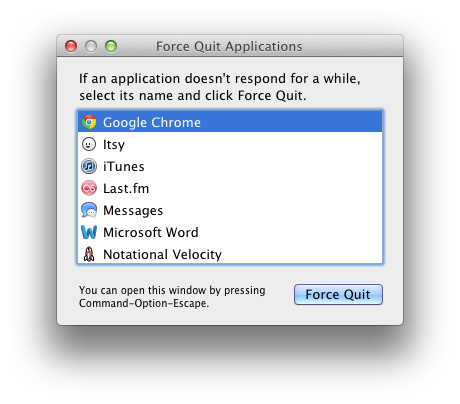 Force Quit Applications
If an application doesn't respond for a while,
select its name and click Force Quit.
Google Chrome
Itsy
iTunes
Last.fm
Messages
Microsoft Word
Notational Velocity
You can open this window by pressing
Command-Option-Escape.
Force Quit